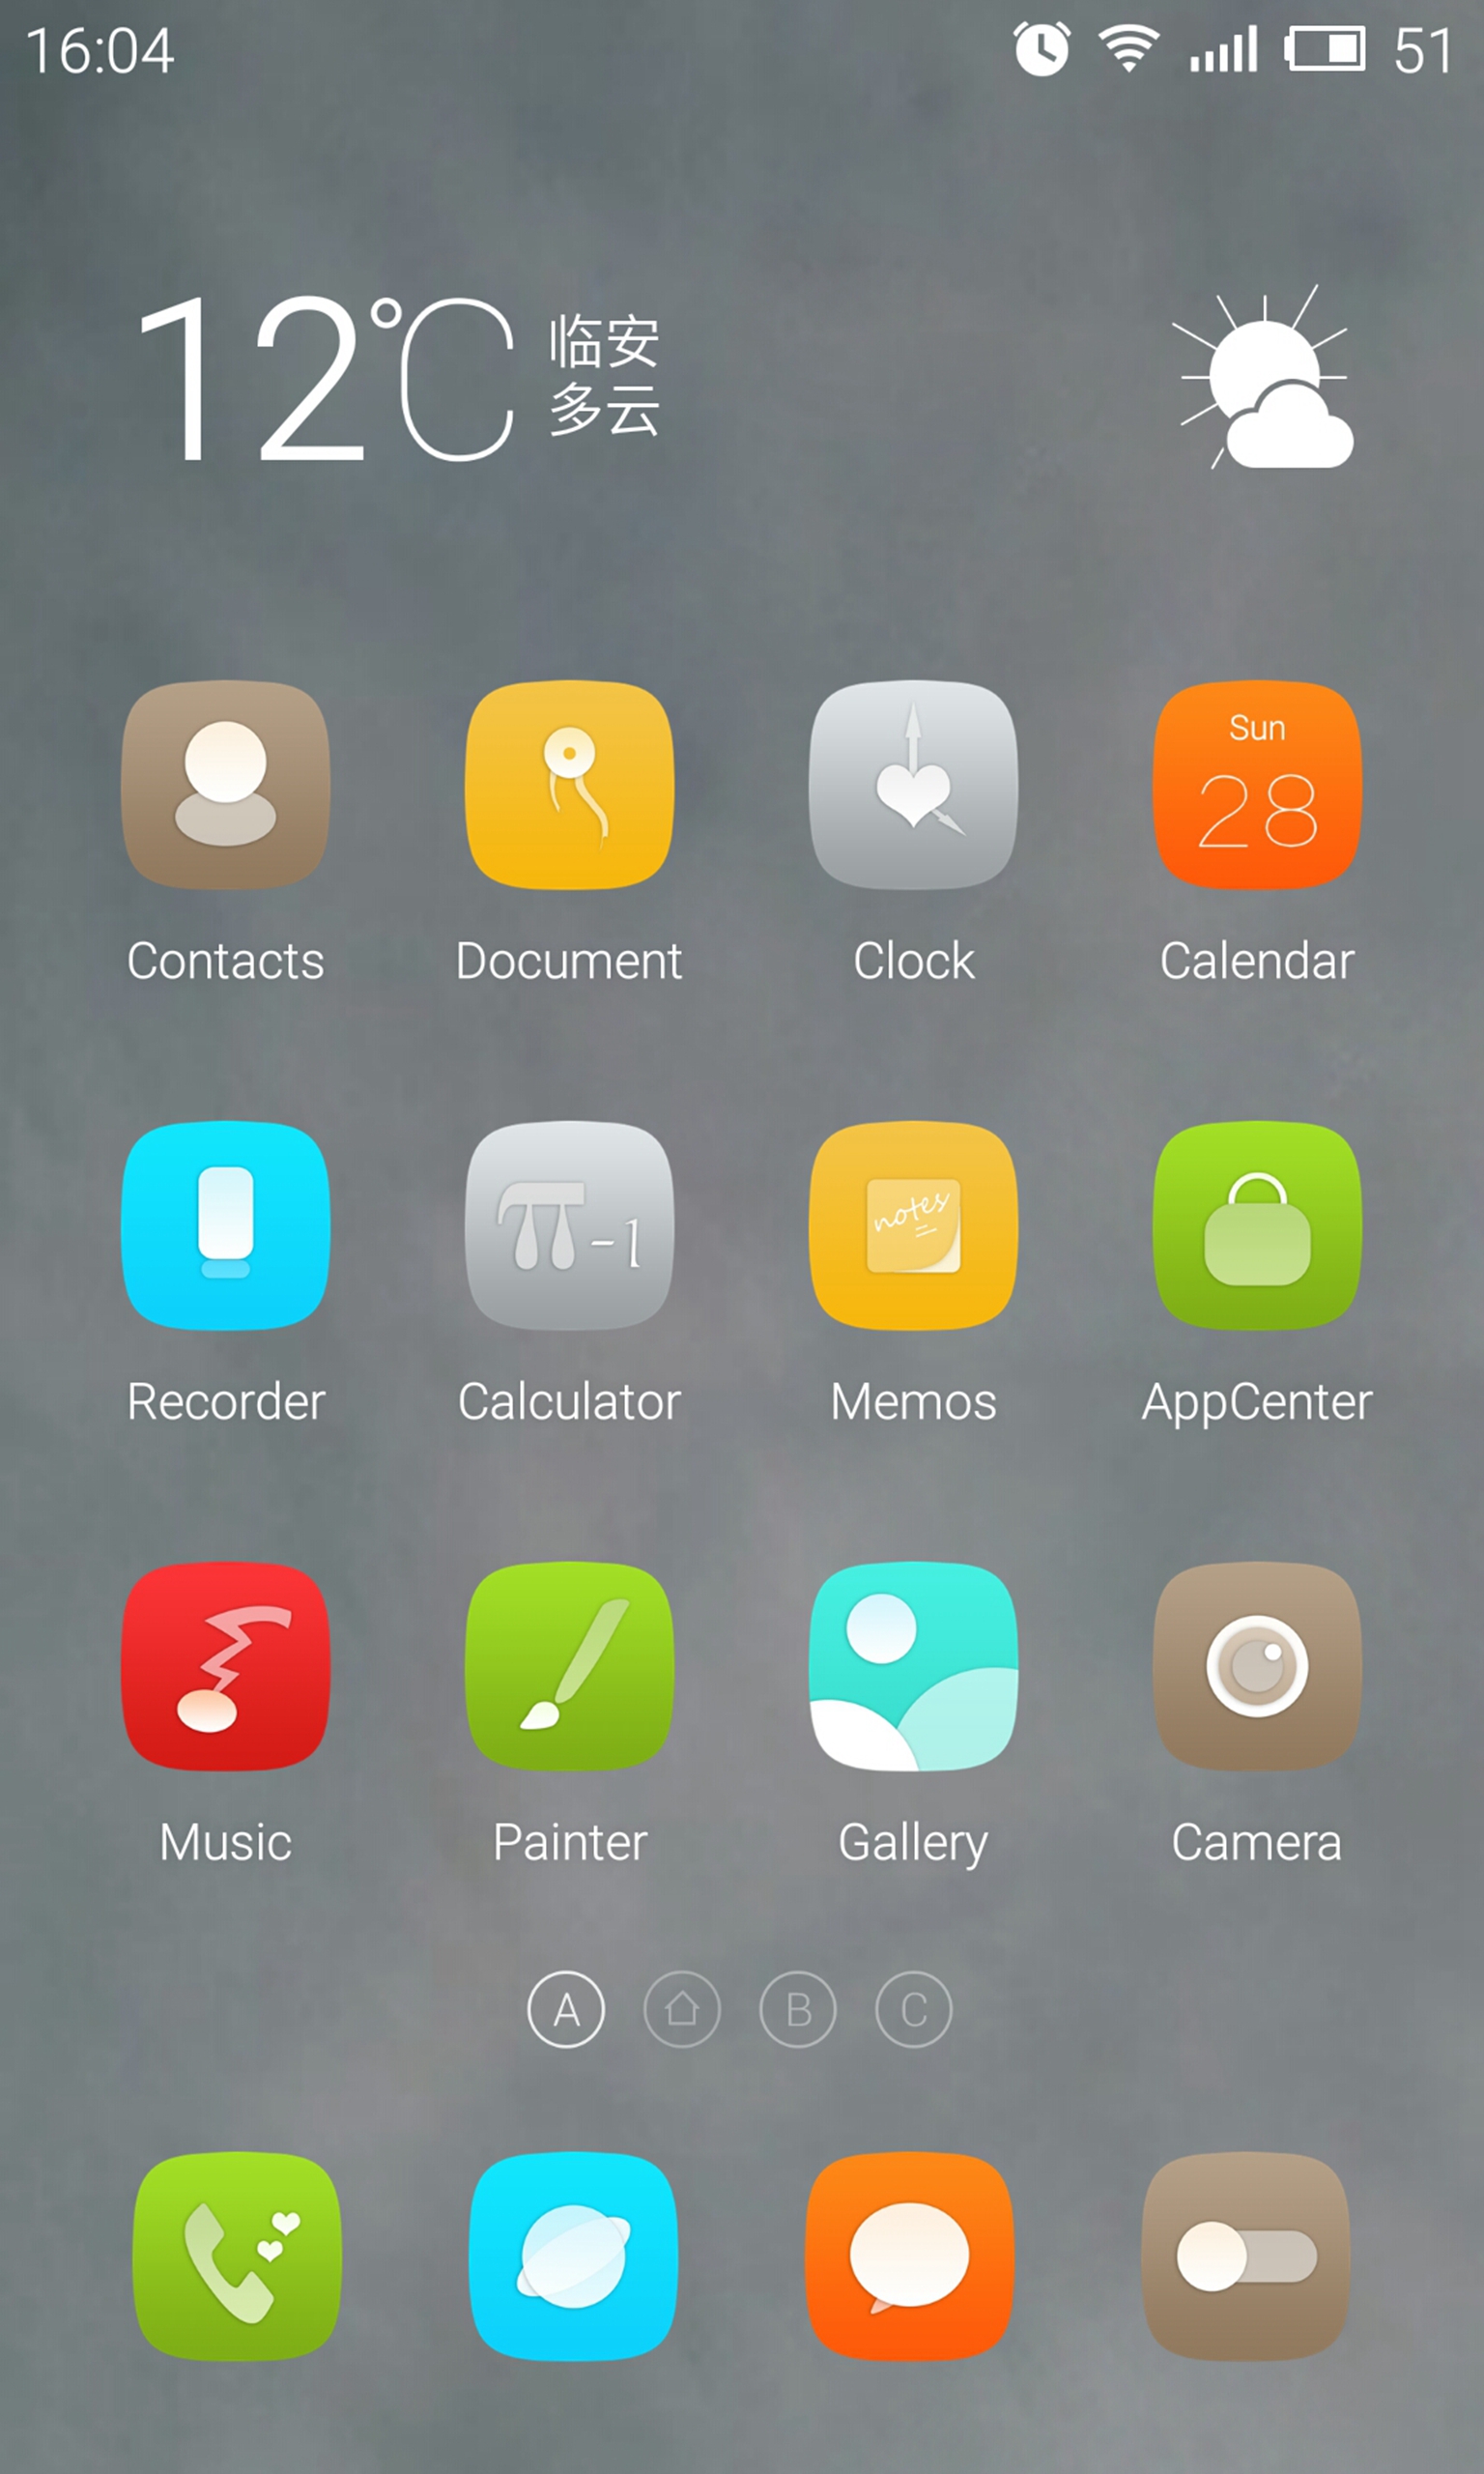 16:04 51
12℃ 临安
多云
Sun
28
Contacts Document Clock Calendar
π-1
notes
Recorder Calculator Memos AppCenter
Music Painter Gallery Camera
A B C